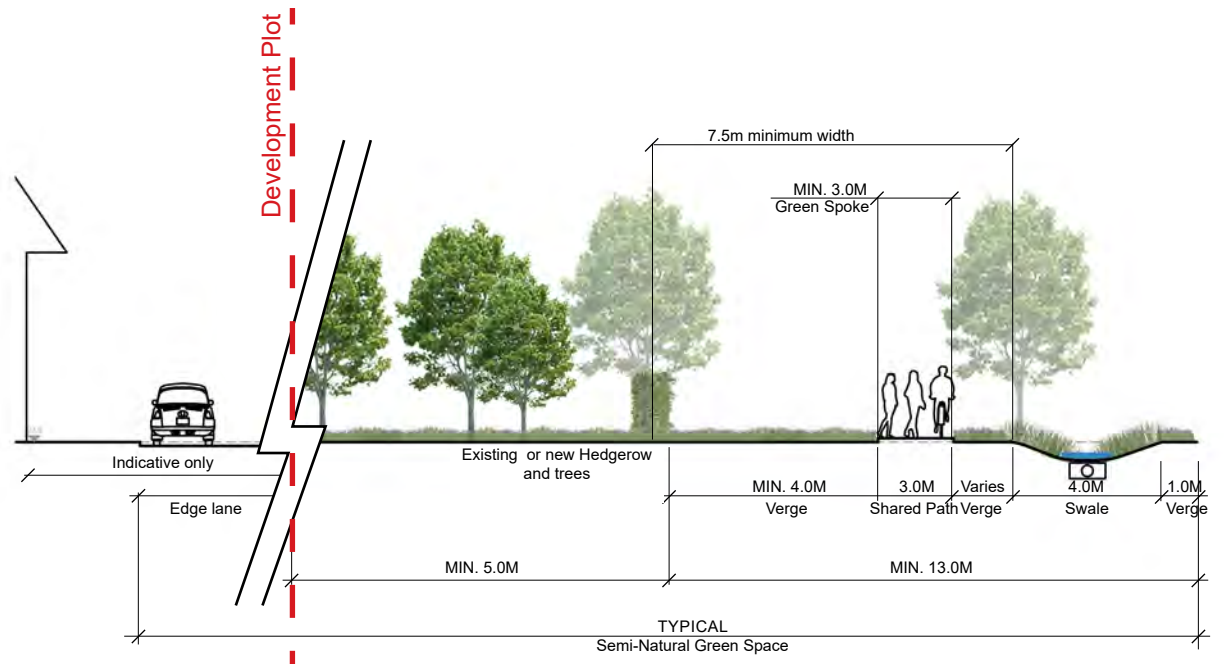 Development Plot
7.5m minimum width
MIN. 3.0M
Green Spoke
Indicative only
Existing or new Hedgerow
and trees
Edge lane
MIN. 4.0M
Verge
3.0M
Shared Path
Varies
Verge
4.0M
Swale
1.0M
Verge
MIN. 5.0M
MIN. 13.0M
TYPICAL
Semi-Natural Green Space